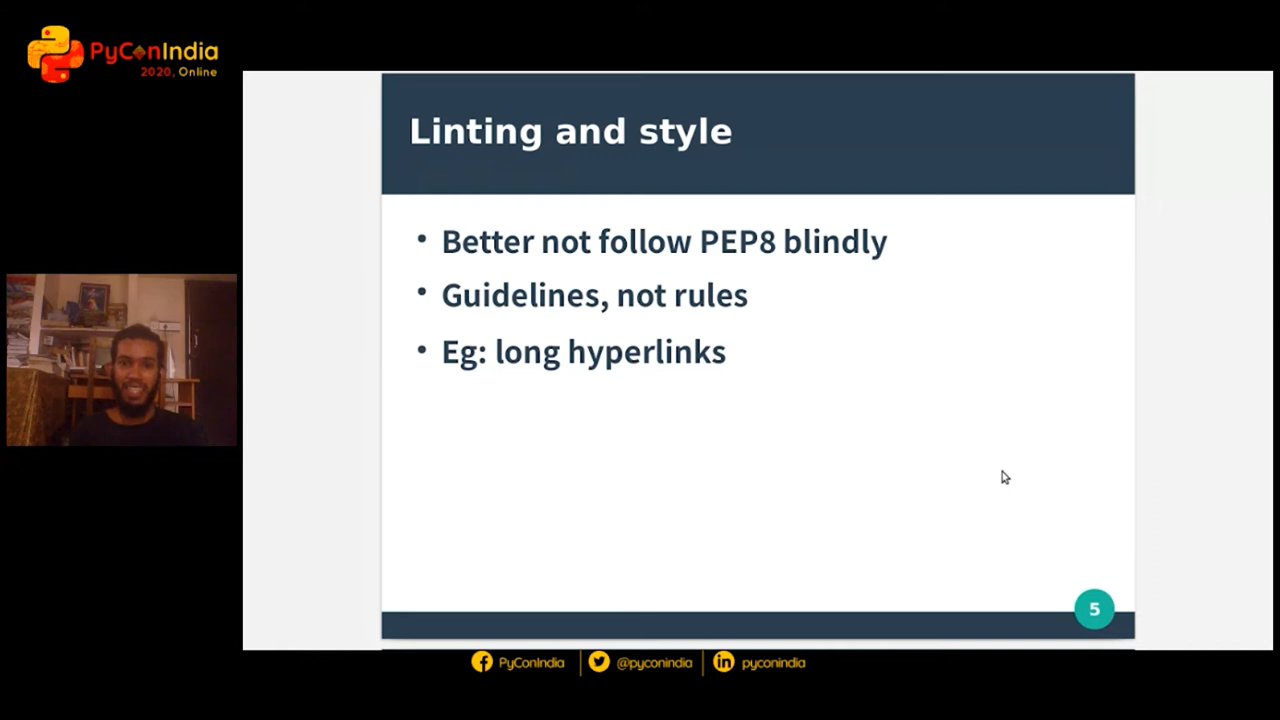 PyConIndia
2020, Online
Linting and style
• Better not follow PEP8 blindly
• Guidelines, not rules
• Eg: long hyperlinks
5
PyConIndia
@pyconindia
pyconindia